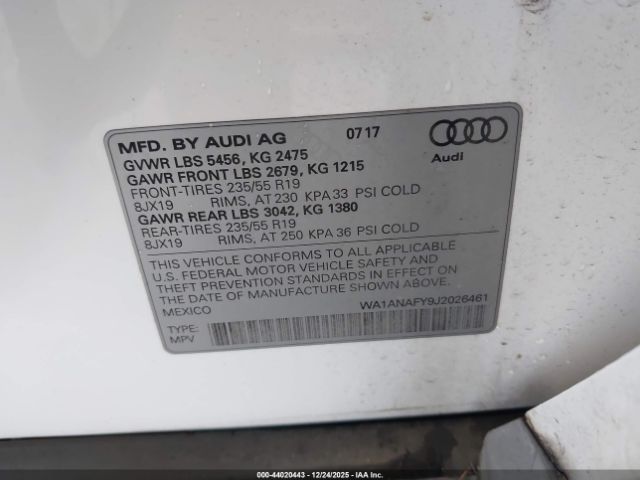 MFD. BY AUDI AG 07 17
GVWR LBS 5456, KG 2475
GAWR FRONT LBS 2679, KG 1215
FRONT-TIRES 235/55 R19
8JX19 RIMS, AT 230 KPA 33 PSI COLD
GAWR REAR LBS 3042, KG 1380
REAR-TIRES 235/55 R19
8JX19 RIMS, AT 250 KPA 36 PSI COLD
Audi
THIS VEHICLE CONFORMS TO ALL APPLICABLE
U.S. FEDERAL MOTOR VEHICLE SAFETY AND
THEFT PREVENTION STANDARDS IN EFFECT ON
THE DATE OF MANUFACTURE SHOWN ABOVE.
MEXICO WA1ANAFY9J2026461
TYPE:
MPV
000-44020443 - 12/24/2025 - IAAI.COM